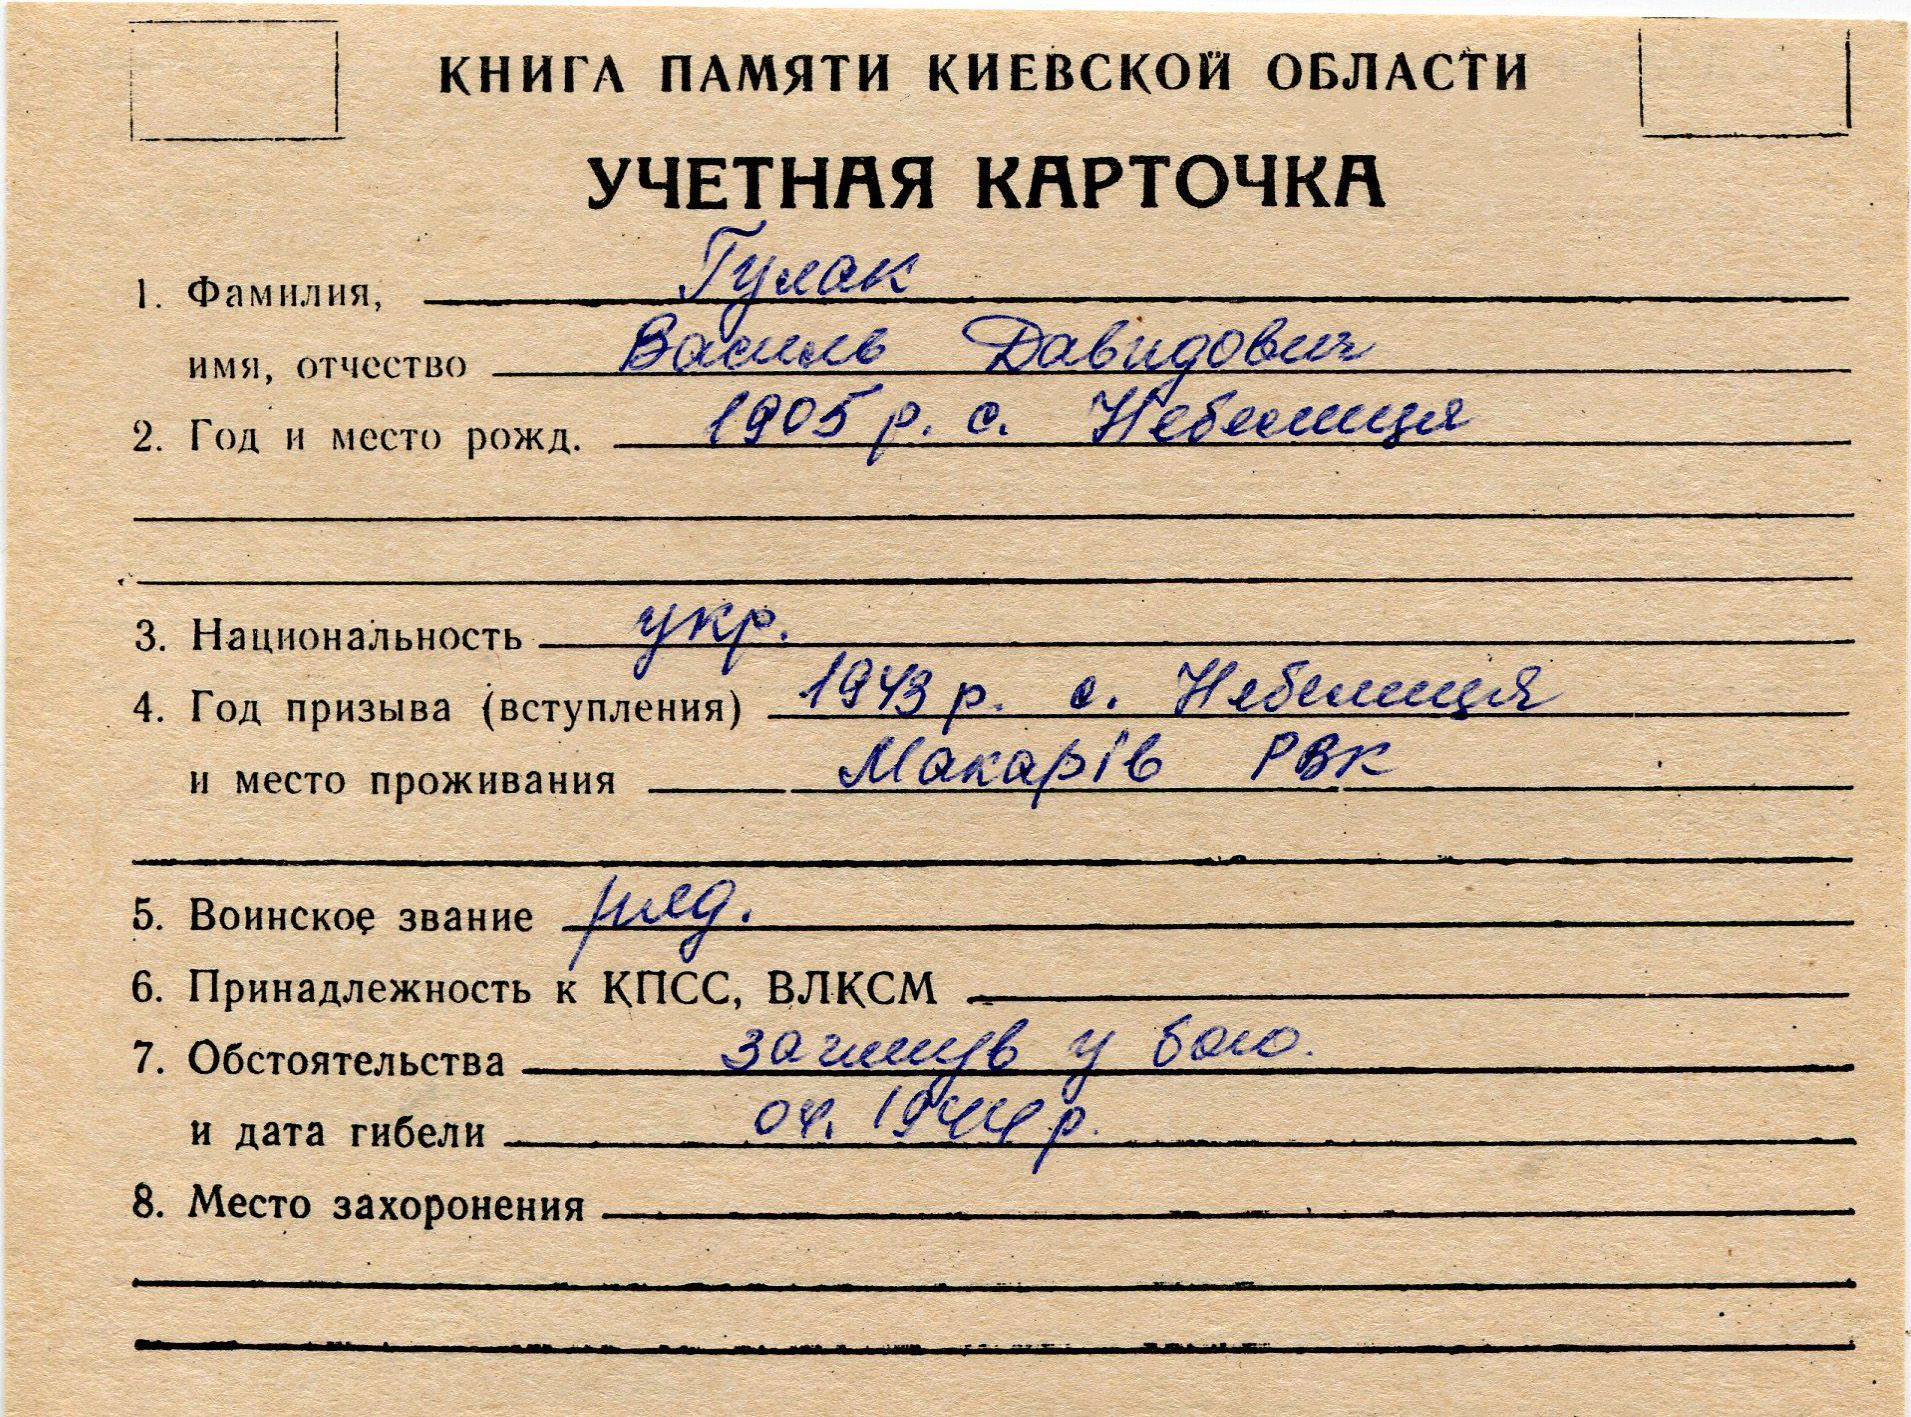 КНИГА ПАМЯТИ КИЕВСКОЙ ОБЛАСТИ
УЧЕТНАЯ КАРТОЧКА
1. Фамилия, Гулак
имя, отчество Василь Давидович
2. Год и место рожд. 1905 р. с. Небелиця
3. Национальность укр.
4. Год призыва (вступления) 1943 р. с. Небелиця
и место проживания Макарів РВК
5. Воинское звание ряд.
6. Принадлежность к КПСС, ВЛКСМ
7. Обстоятельства загинув у бою.
и дата гибели 04. 1944 р.
8. Место захоронения